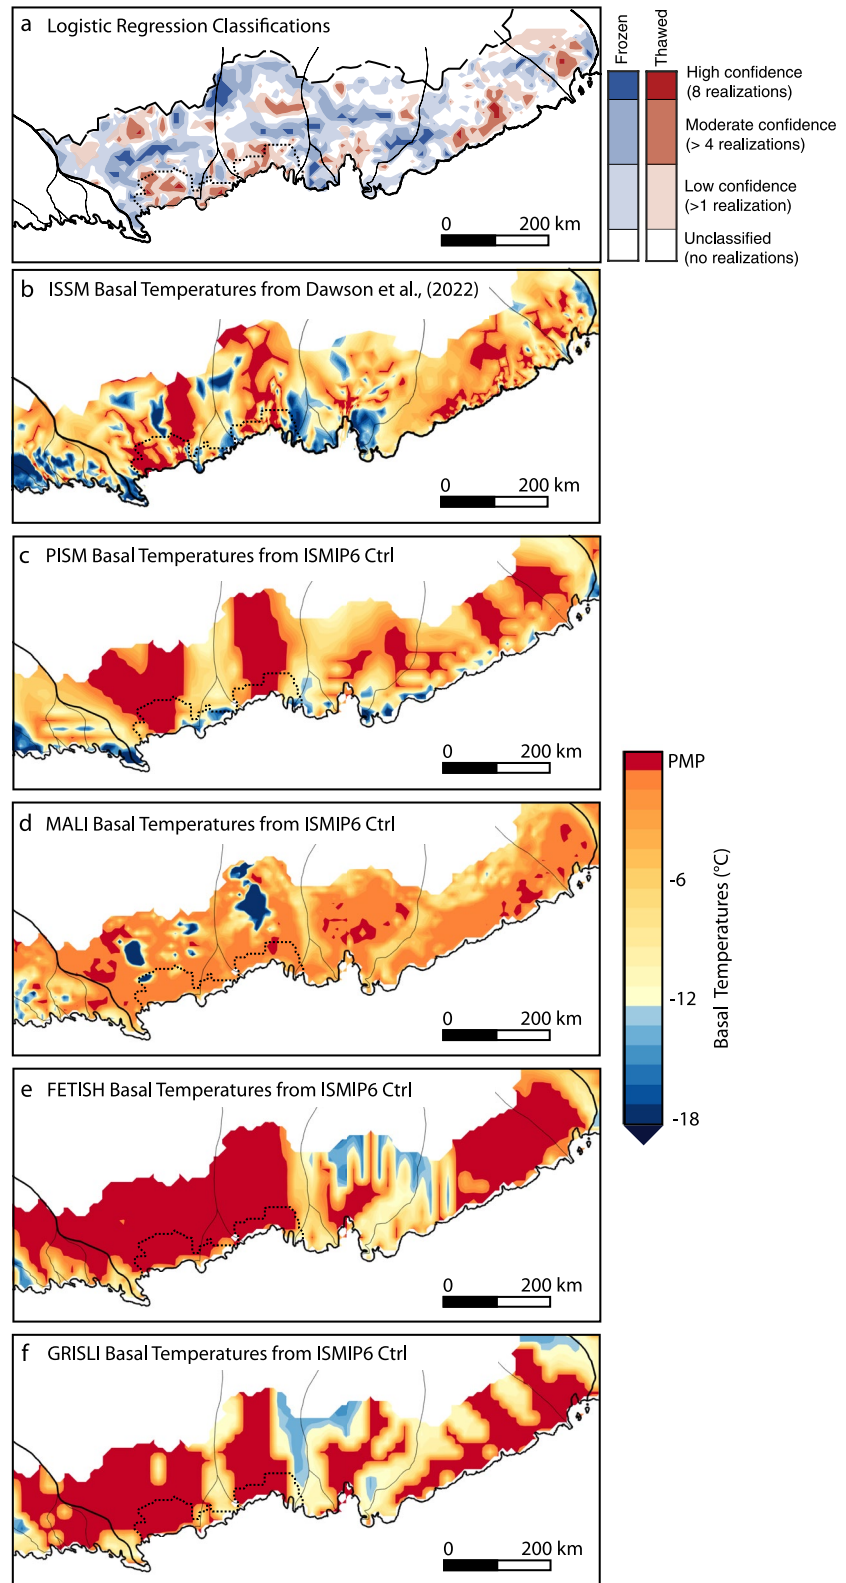 a Logistic Regression Classifications
Frozen
Thawed
High confidence
(8 realizations)
Moderate confidence
(> 4 realizations)
Low confidence
(>1 realization)
Unclassified
(no realizations)
0 200 km
b ISSM Basal Temperatures from Dawson et al., (2022)
0 200 km
c PISM Basal Temperatures from ISMIP6 Ctrl
0 200 km
d MALI Basal Temperatures from ISMIP6 Ctrl
0 200 km
PMP
-6
-12
-18
Basal Temperatures (°C)
e FETISH Basal Temperatures from ISMIP6 Ctrl
0 200 km
f GRISLI Basal Temperatures from ISMIP6 Ctrl
0 200 km